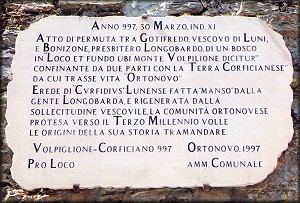 ANNO 997, 30 MARZO, IND. XI
ATTO DI PERMUTA TRA GOTIFREDO, VESCOVO DI LUNI,
E BONIZONE, PRESBITERO LONGOBARDO, DI UN BOSCO
"IN LOCO ET FUNDO UBI MONTE VOLPILIONE DICITUR"
CONFINANTE DA DUE PARTI CON LA TERRA CORFICIANESE"
DA CUI TRASSE VITA "ORTONOVO"
EREDE DI "CVRFIDIVS" LUNENSE FATTA "MANSO" DALLA
GENTE LONGOBARDA, E RIGENERATA DALLA
SOLLECITUDINE VESCOVILE, LA COMUNITÀ ORTONOVESE
PROTESA VERSO IL TERZO MILLENNIO VOLLE
LE ORIGINI DELLA SUA STORIA TRAMANDARE.
VOLPIGLIONE-CORFICIANO 997 ORTONOVO, 1997
PRO LOCO AMM. COMUNALE